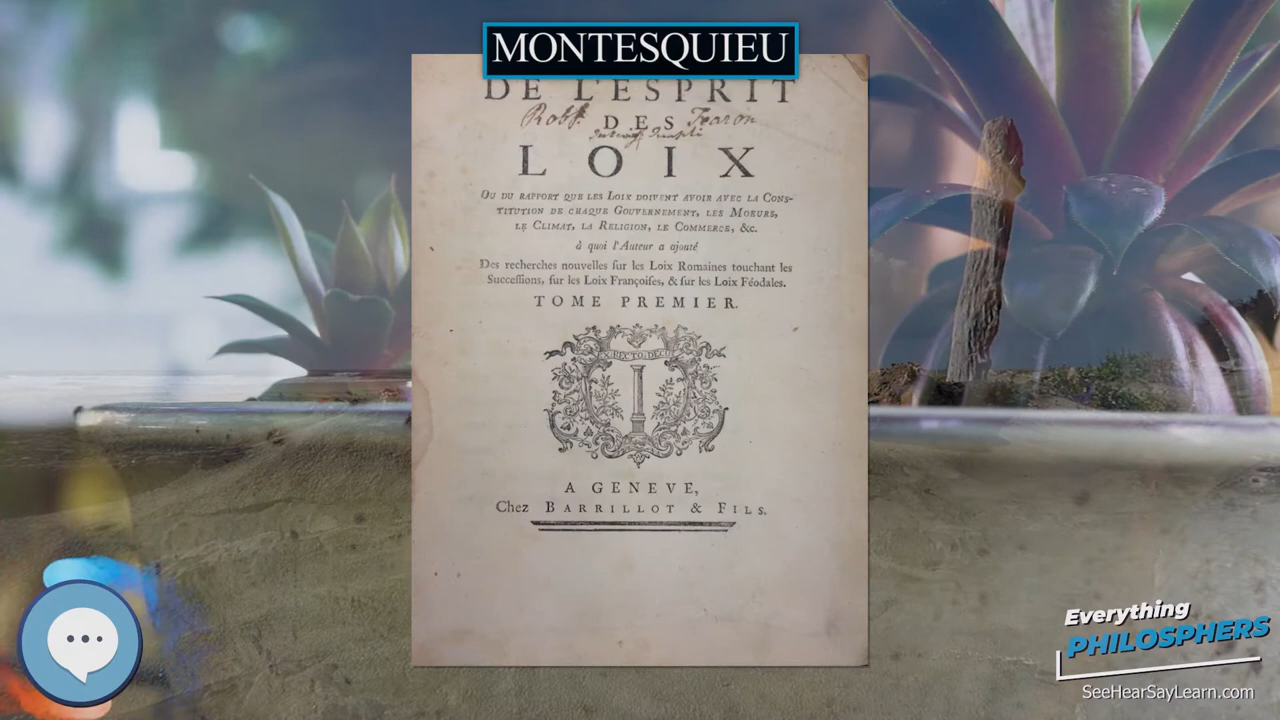 MONTESQUIEU
DE L'ESPRIT
Robt. DES Fearon
LOIX
OU DU RAPPORT QUE LES LOIX DOIVENT AVOIR AVEC LA CONS-
TITUTION DE CHAQUE GOUVERNEMENT, LES MOEURS,
LE CLIMAT, LA RELIGION, LE COMMERCE, &c.
à quoi l'Auteur a ajouté
Des recherches nouvelles ſur les Loix Romaines touchant les
Succeſſions, ſur les Loix Françoiſes, & ſur les Loix Féodales.
TOME PREMIER.
A GENEVE,
Chez BARRILLOT & FILS.
Everything
PHILOSPHERS
SeeHearSayLearn.com